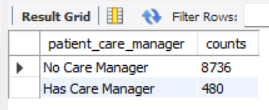 Result Grid Filter Rows:
patient_care_manager counts
No Care Manager 8736
Has Care Manager 480